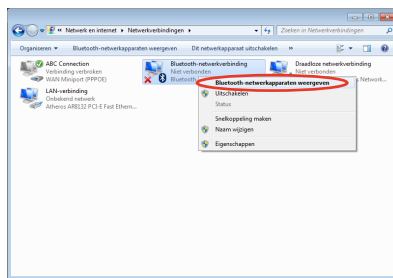 Netwerk en internet ▸ Netwerkverbindingen ▸
Zoeken in Netwerkverbindingen
Organiseren ▾ Bluetooth-netwerkapparaten weergeven Dit netwerkapparaat uitschakelen »
ABC Connection
Verbinding verbroken
WAN Miniport (PPPOE)
Bluetooth-netwerkverbinding
Niet verbonden
Bluetooth
Draadloze netwerkverbinding
Niet verbonden
Network...
LAN-verbinding
Onbekend netwerk
Atheros AR8132 PCI-E Fast Ethern...
Bluetooth-netwerkapparaten weergeven
Uitschakelen
Status
Snelkoppeling maken
Naam wijzigen
Eigenschappen